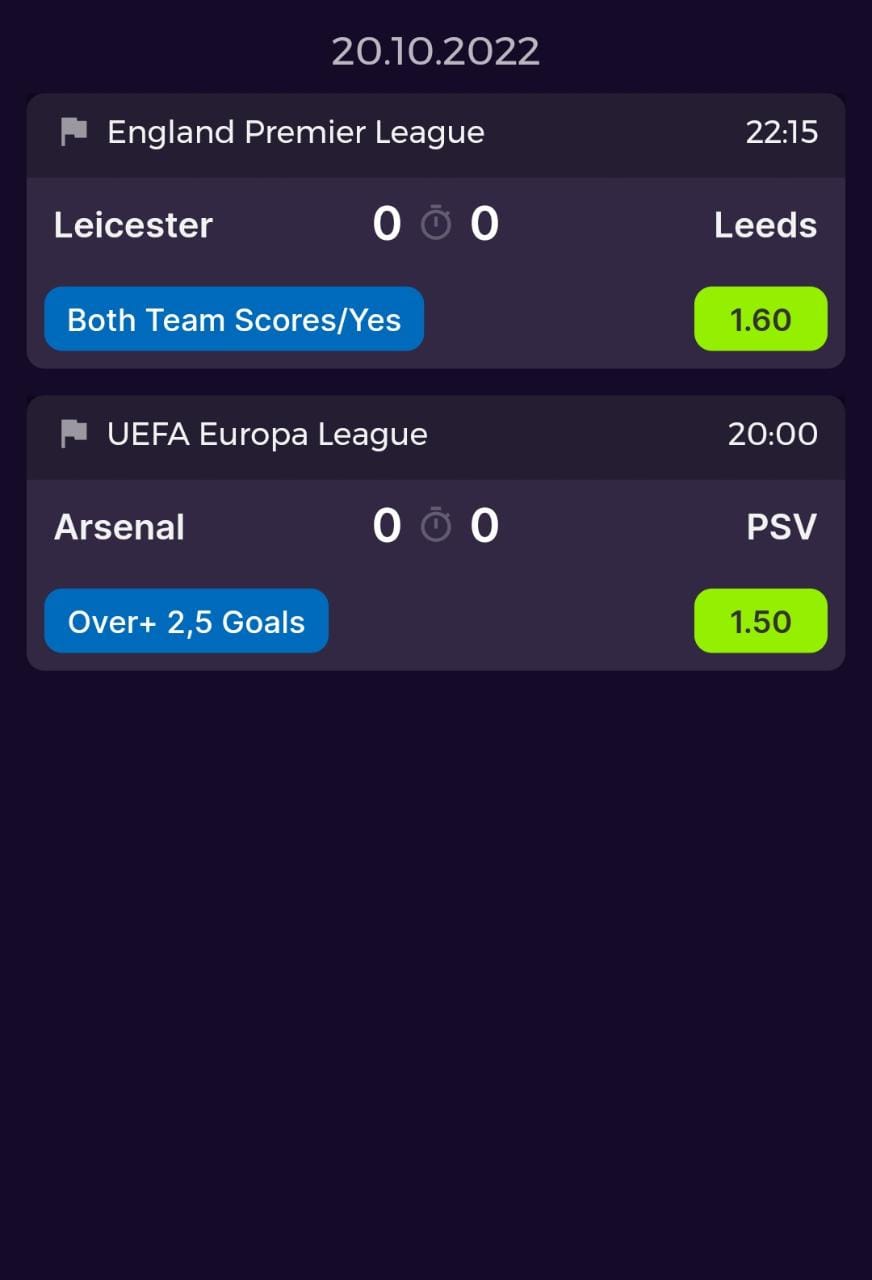 20.10.2022
England Premier League 22:15
Leicester 0 0 Leeds
Both Team Scores/Yes 1.60
UEFA Europa League 20:00
Arsenal 0 0 PSV
Over+ 2,5 Goals 1.50